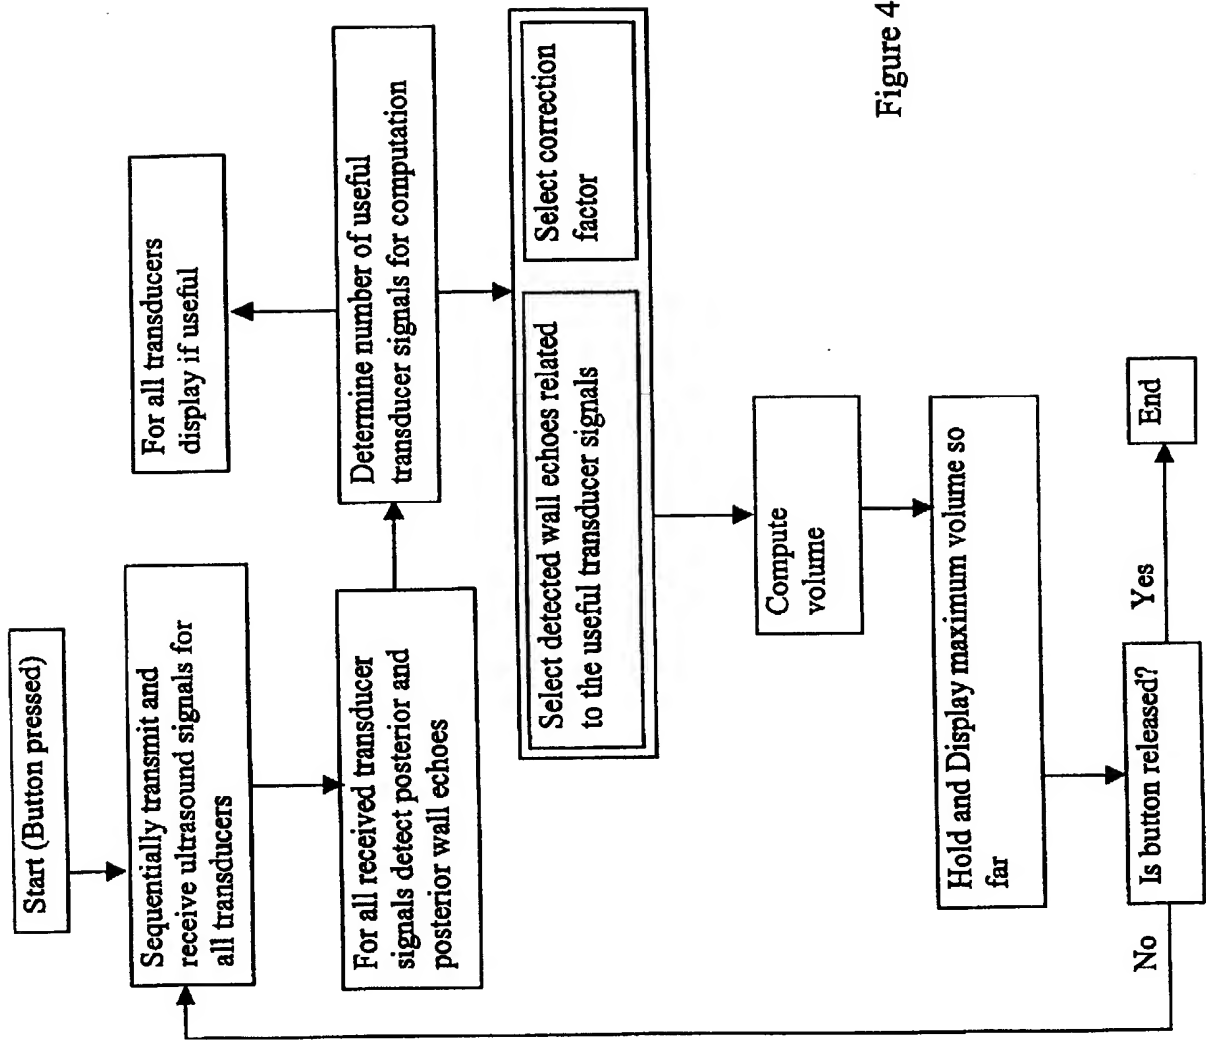 Start (Button pressed)
Sequentially transmit and
receive ultrasound signals for
all transducers
For all received transducer
signals detect posterior and
posterior wall echoes
For all transducers
display if useful
Determine number of useful
transducer signals for computation
Select detected wall echoes related
to the useful transducer signals
Select correction
factor
Compute
volume
Hold and Display maximum volume so
far
Is button released?
No
Yes
End
Figure 4